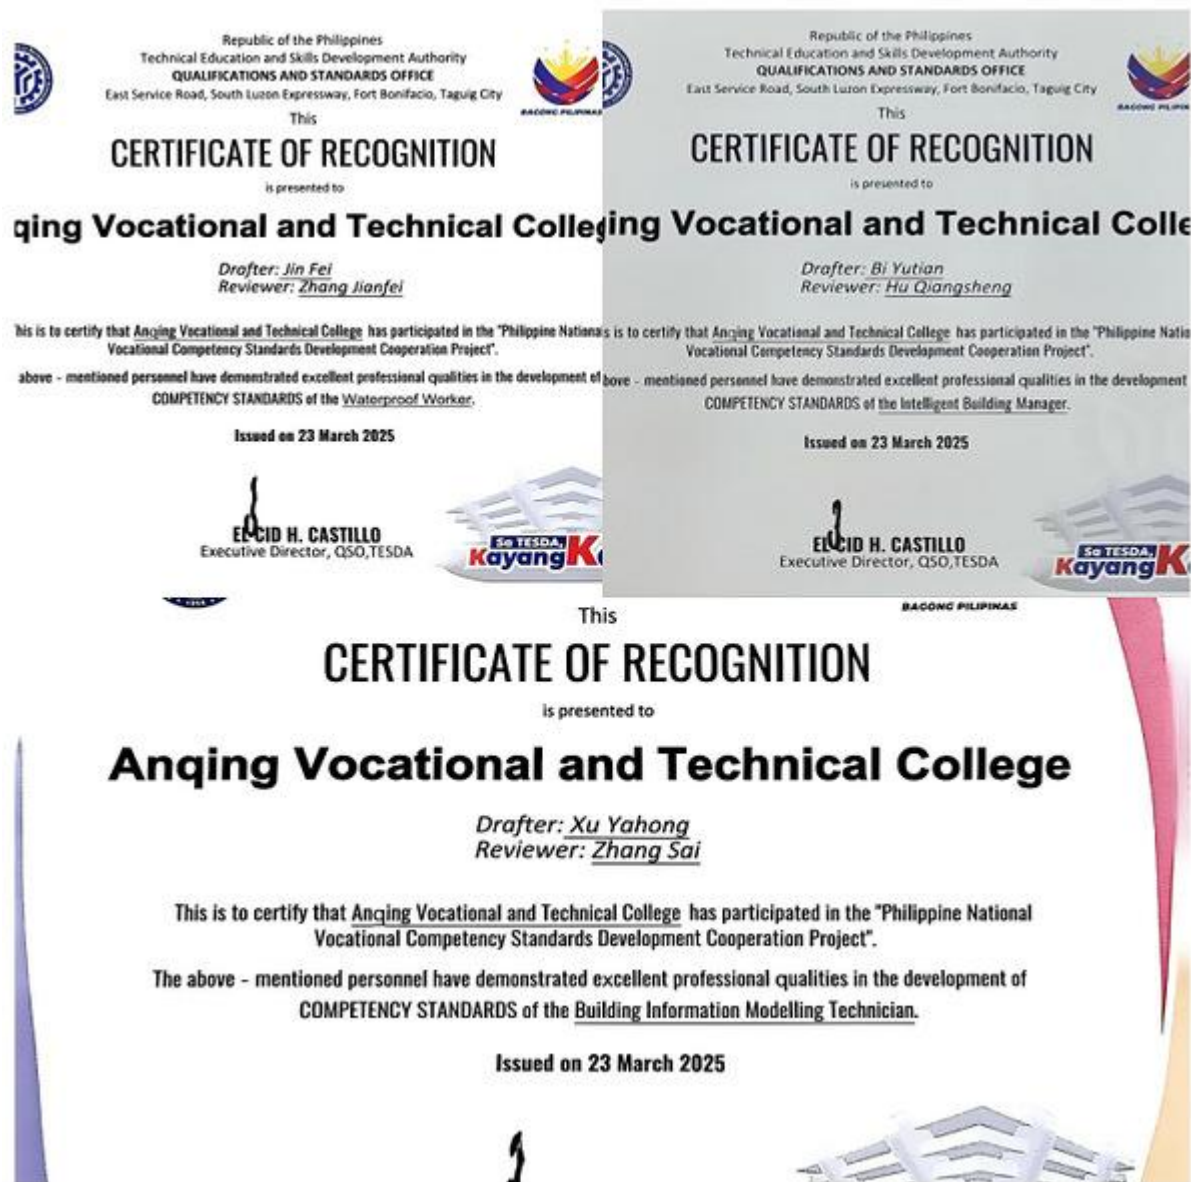 Republic of the Philippines
Technical Education and Skills Development Authority
QUALIFICATIONS AND STANDARDS OFFICE
East Service Road, South Luzon Expressway, Fort Bonifacio, Taguig City
BAGONG PILIPINAS
This
CERTIFICATE OF RECOGNITION
is presented to
qing Vocational and Technical Colleg
Drafter: Jin Fei
Reviewer: Zhang Jianfei
his is to certify that Anqing Vocational and Technical College has participated in the "Philippine Nationa
Vocational Competency Standards Development Cooperation Project".
above - mentioned personnel have demonstrated excellent professional qualities in the development of
COMPETENCY STANDARDS of the Waterproof Worker.
Issued on 23 March 2025
EL CID H. CASTILLO
Executive Director, QSO,TESDA
Sa TESDA,
Kayang K
Republic of the Philippines
Technical Education and Skills Development Authority
QUALIFICATIONS AND STANDARDS OFFICE
East Service Road, South Luzon Expressway, Fort Bonifacio, Taguig City
BAGONG PILIPIN
This
CERTIFICATE OF RECOGNITION
is presented to
ing Vocational and Technical Colle
Drafter: Bi Yutian
Reviewer: Hu Qiangsheng
s is to certify that Anqing Vocational and Technical College has participated in the "Philippine Natio
Vocational Competency Standards Development Cooperation Project".
bove - mentioned personnel have demonstrated excellent professional qualities in the development
COMPETENCY STANDARDS of the Intelligent Building Manager.
Issued on 23 March 2025
EL CID H. CASTILLO
Executive Director, QSO,TESDA
Sa TESDA,
Kayang K
BAGONG PILIPINAS
This
CERTIFICATE OF RECOGNITION
is presented to
Anqing Vocational and Technical College
Drafter: Xu Yahong
Reviewer: Zhang Sai
This is to certify that Anqing Vocational and Technical College has participated in the "Philippine National
Vocational Competency Standards Development Cooperation Project".
The above - mentioned personnel have demonstrated excellent professional qualities in the development of
COMPETENCY STANDARDS of the Building Information Modelling Technician.
Issued on 23 March 2025